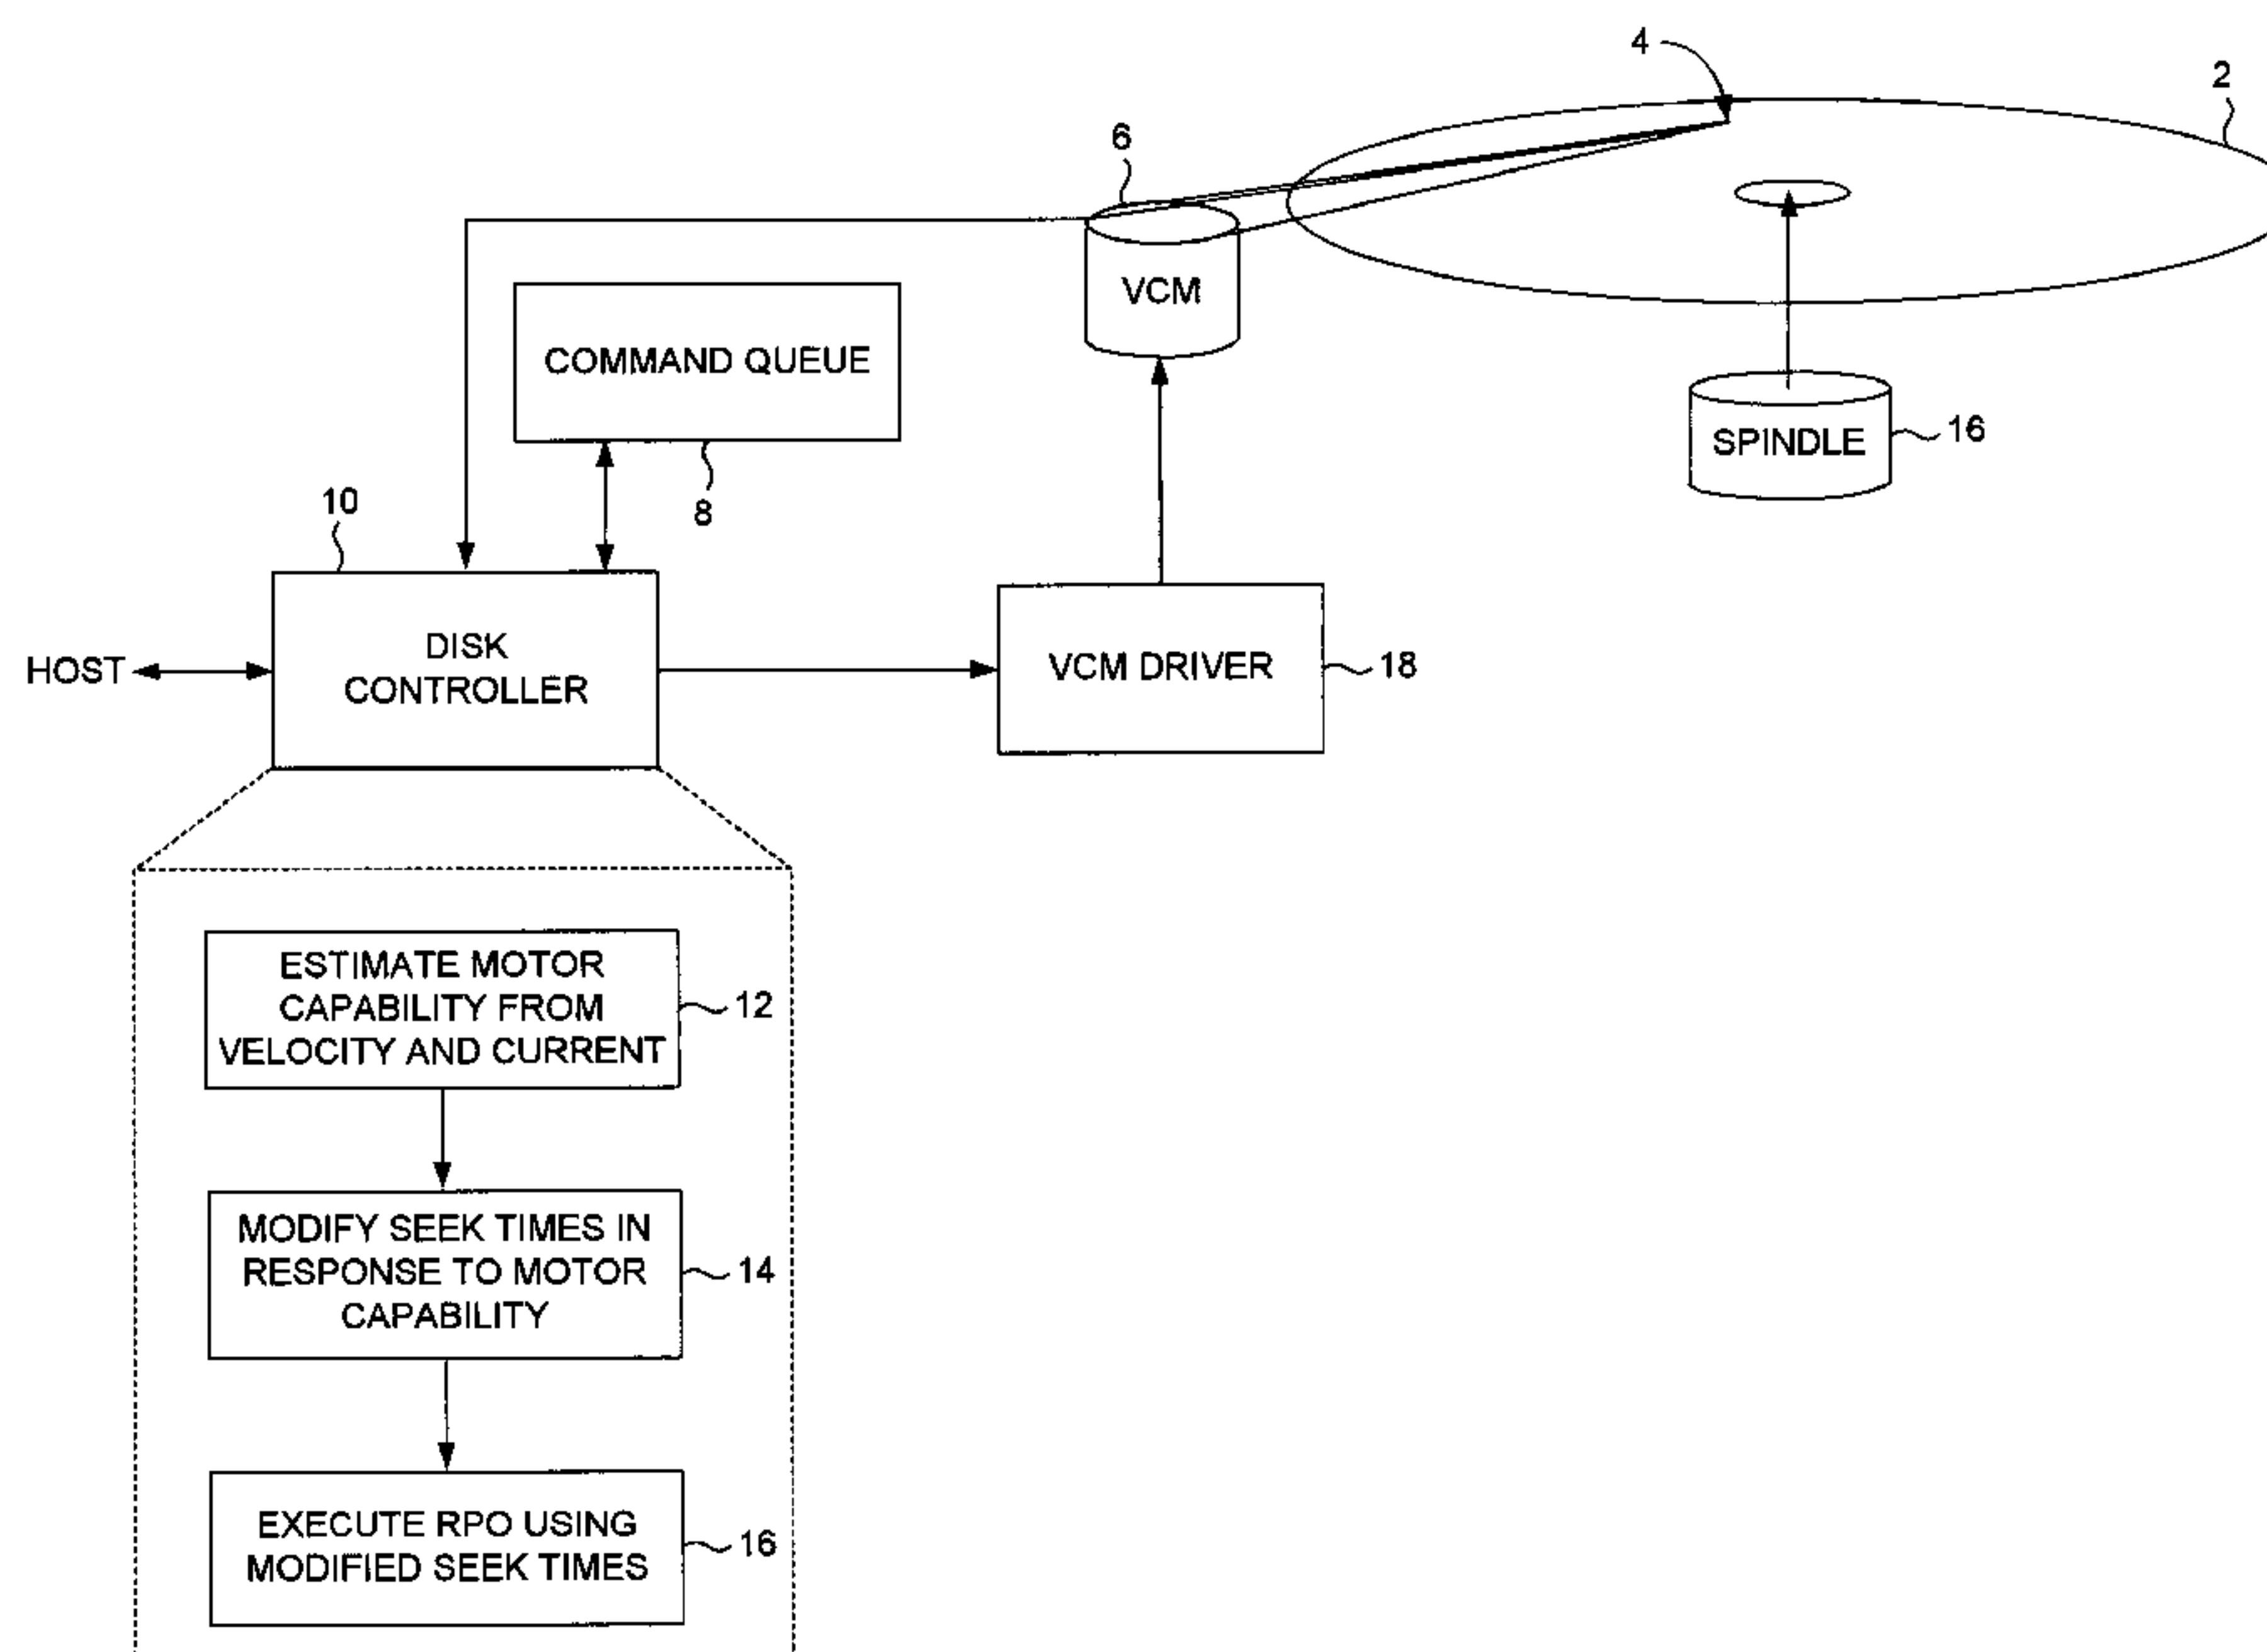 4
2
6
VCM
COMMAND QUEUE
SPINDLE
16
10
8
HOST
DISK
CONTROLLER
VCM DRIVER
18
ESTIMATE MOTOR
CAPABILITY FROM
VELOCITY AND CURRENT
12
MODIFY SEEK TIMES IN
RESPONSE TO MOTOR
CAPABILITY
14
EXECUTE RPO USING
MODIFIED SEEK TIMES
16